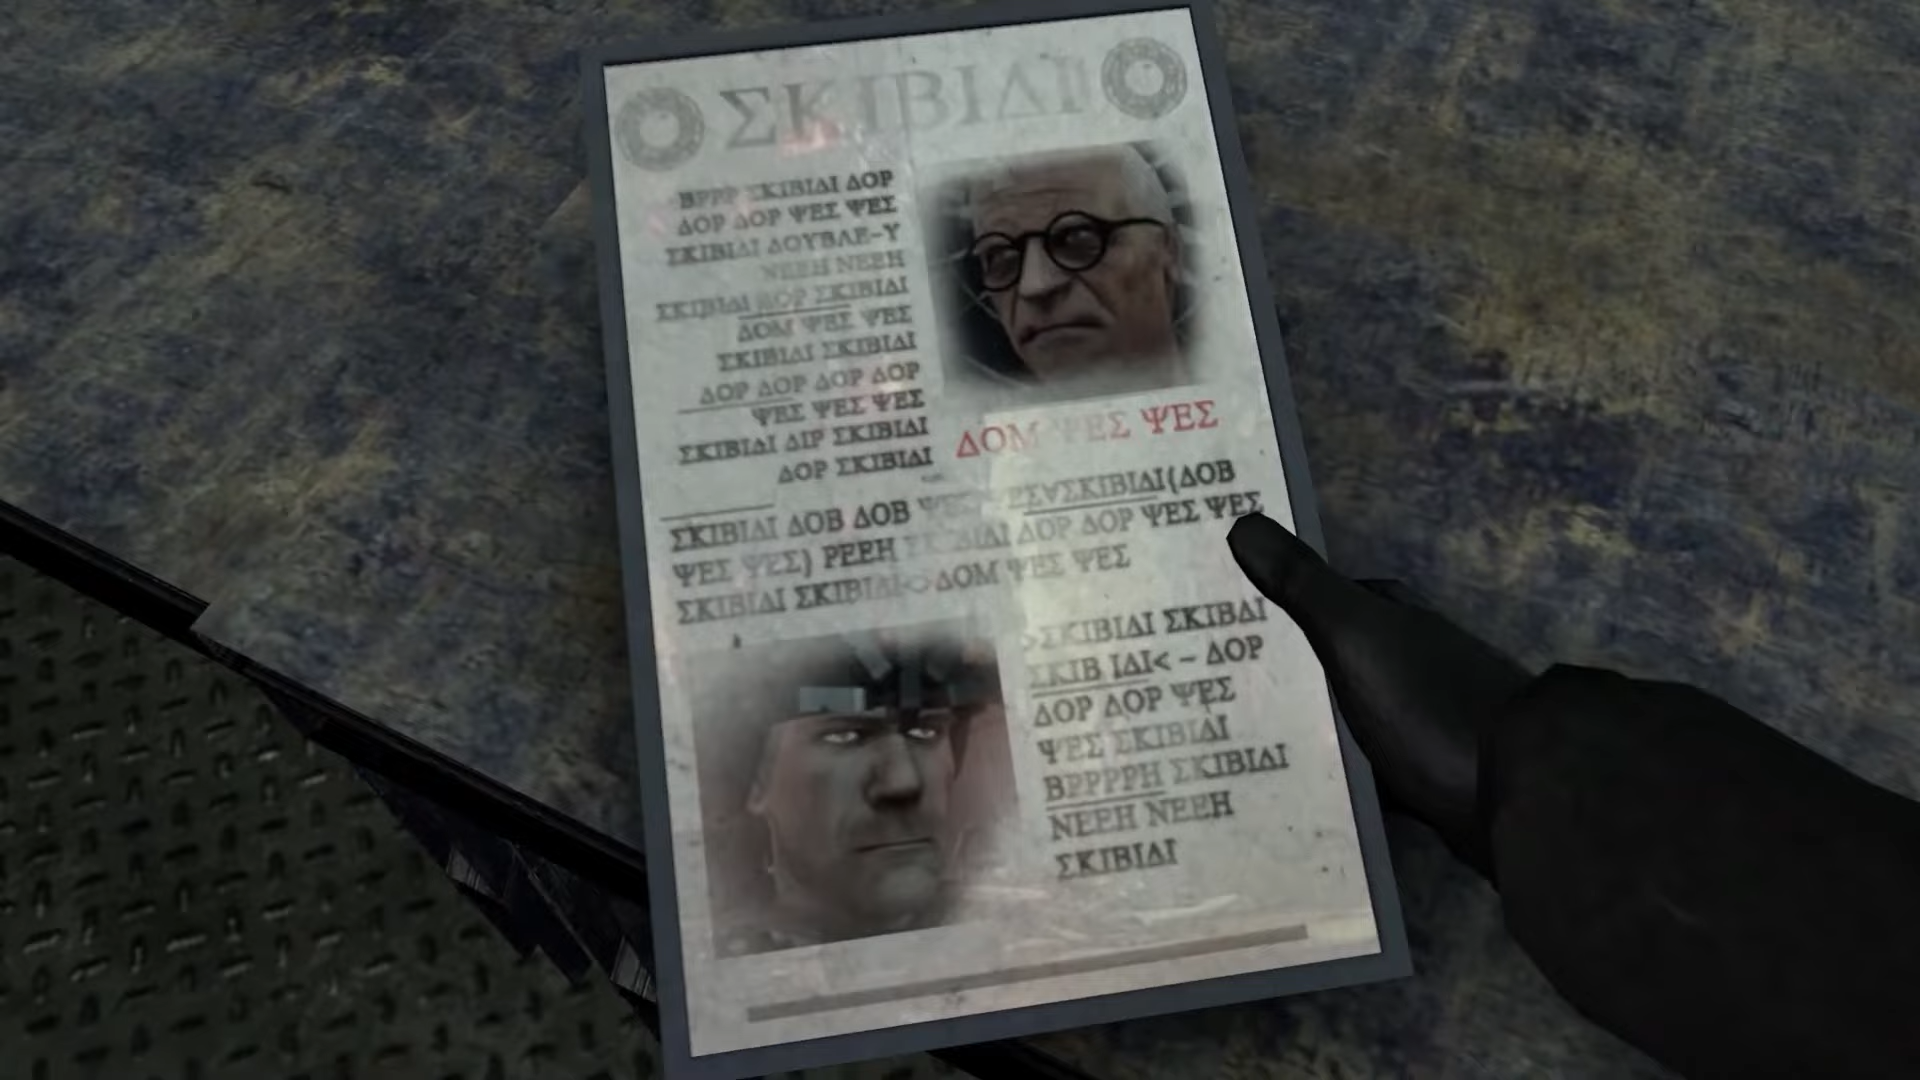 ΣΚΙΒΙΔΙ
ΒΡΡΡ ΣΚΙΒΙΔΙ ΔΟΡ
ΔΟΡ ΔΟΡ ΨΕΣ ΨΕΣ
ΣΚΙΒΙΔΙ ΔΟΥΒΛΕ-Υ
ΝΕΕΗ ΝΕΕΗ
ΣΚΙΒΙΔΙ ΔΟΡ ΣΚΙΒΙΔΙ
ΔΟΜ ΨΕΣ ΨΕΣ
ΣΚΙΒΙΔΙ ΣΚΙΒΙΔΙ
ΔΟΡ ΔΟΡ ΔΟΡ ΔΟΡ
ΨΕΣ ΨΕΣ ΨΕΣ
ΣΚΙΒΙΔΙ ΔΙΡ ΣΚΙΒΙΔΙ
ΔΟΡ ΣΚΙΒΙΔΙ
ΔΟΜ ΨΕΣ ΨΕΣ
ΣΚΙΒΙΔΙ ΔΟΒ ΔΟΒ ΨΕΣ (ΔΟΒ
ΨΕΣ ΨΕΣ) ΡΕΕΗ ΣΚΙΒΙΔΙ ΔΟΡ ΔΟΡ ΨΕΣ ΨΕΣ
ΣΚΙΒΙΔΙ ΣΚΙΒΙΔΙ ΔΟΜ ΨΕΣ ΨΕΣ
>ΣΚΙΒΙΔΙ ΣΚΙΒΔΙ
ΣΚΙΒ ΙΔΙ< - ΔΟΡ
ΔΟΡ ΔΟΡ ΨΕΣ
ΨΕΣ ΣΚΙΒΙΔΙ
ΒΡΡΡΡΗ ΣΚΙΒΙΔΙ
ΝΕΕΗ ΝΕΕΗ
ΣΚΙΒΙΔΙ